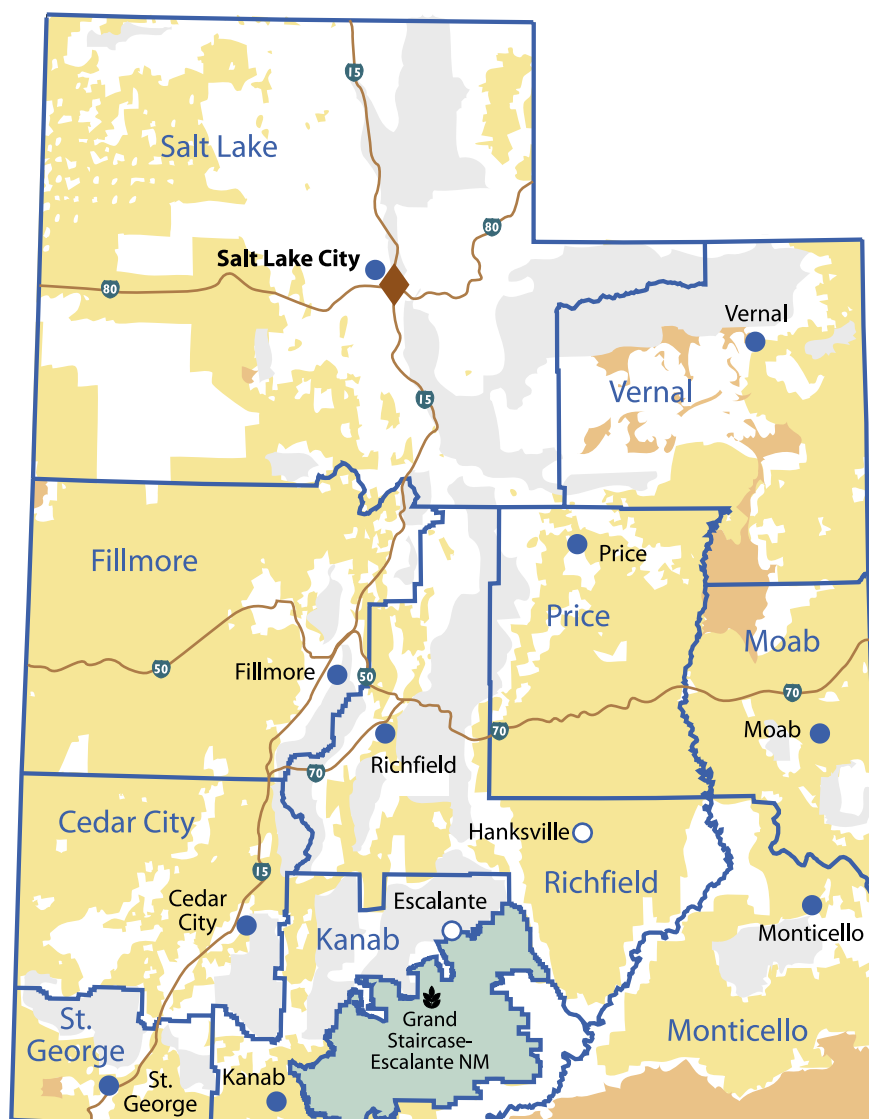 15
Salt Lake
80
Salt Lake City
80
Vernal
Vernal
15
Fillmore
Price
Price
Moab
50
Fillmore
50
70
70
Moab
Richfield
70
Cedar City
Hanksville
15
Richfield
Cedar
City
Escalante
Kanab
Monticello
St.
George
Grand
Staircase-
Escalante NM
Monticello
St.
George
Kanab